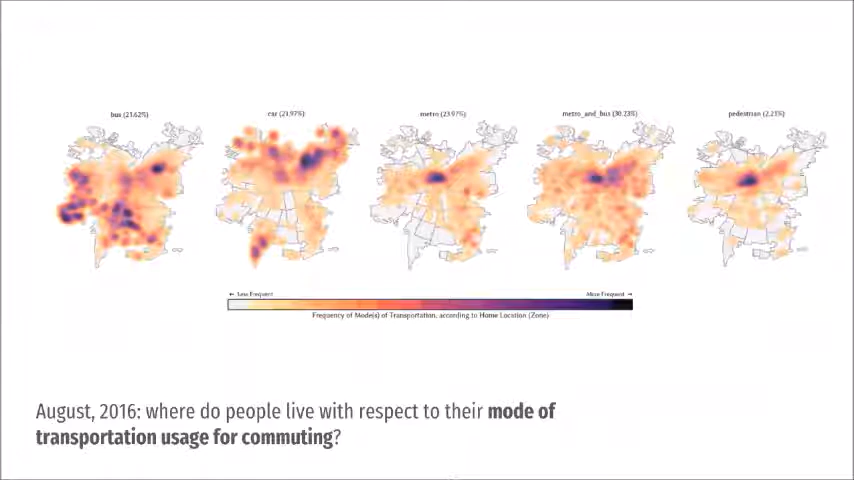 bus (21.62%)
car (21.97%)
metro (23.97%)
metro_and_bus (30.23%)
pedestrian (2.21%)
← Less Frequent
More Frequent →
Frequency of Mode(s) of Transportation, according to Home Location (Zone)
August, 2016: where do people live with respect to their mode of
transportation usage for commuting?